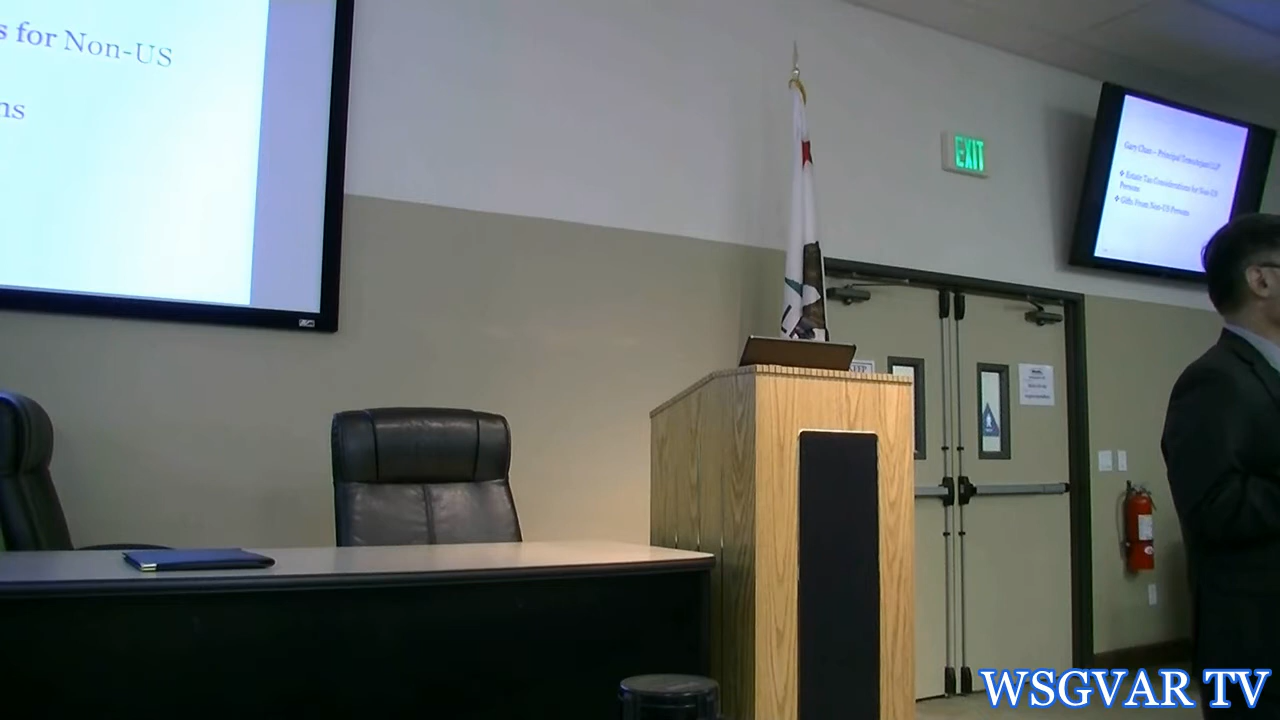 s for Non-US
ns
EXIT
Gary Chan – Principal Tensonjani LLP
❖ Estate Tax Considerations for Non-US
Persons
❖ Gifts From Non-US Persons
WSGVAR TV